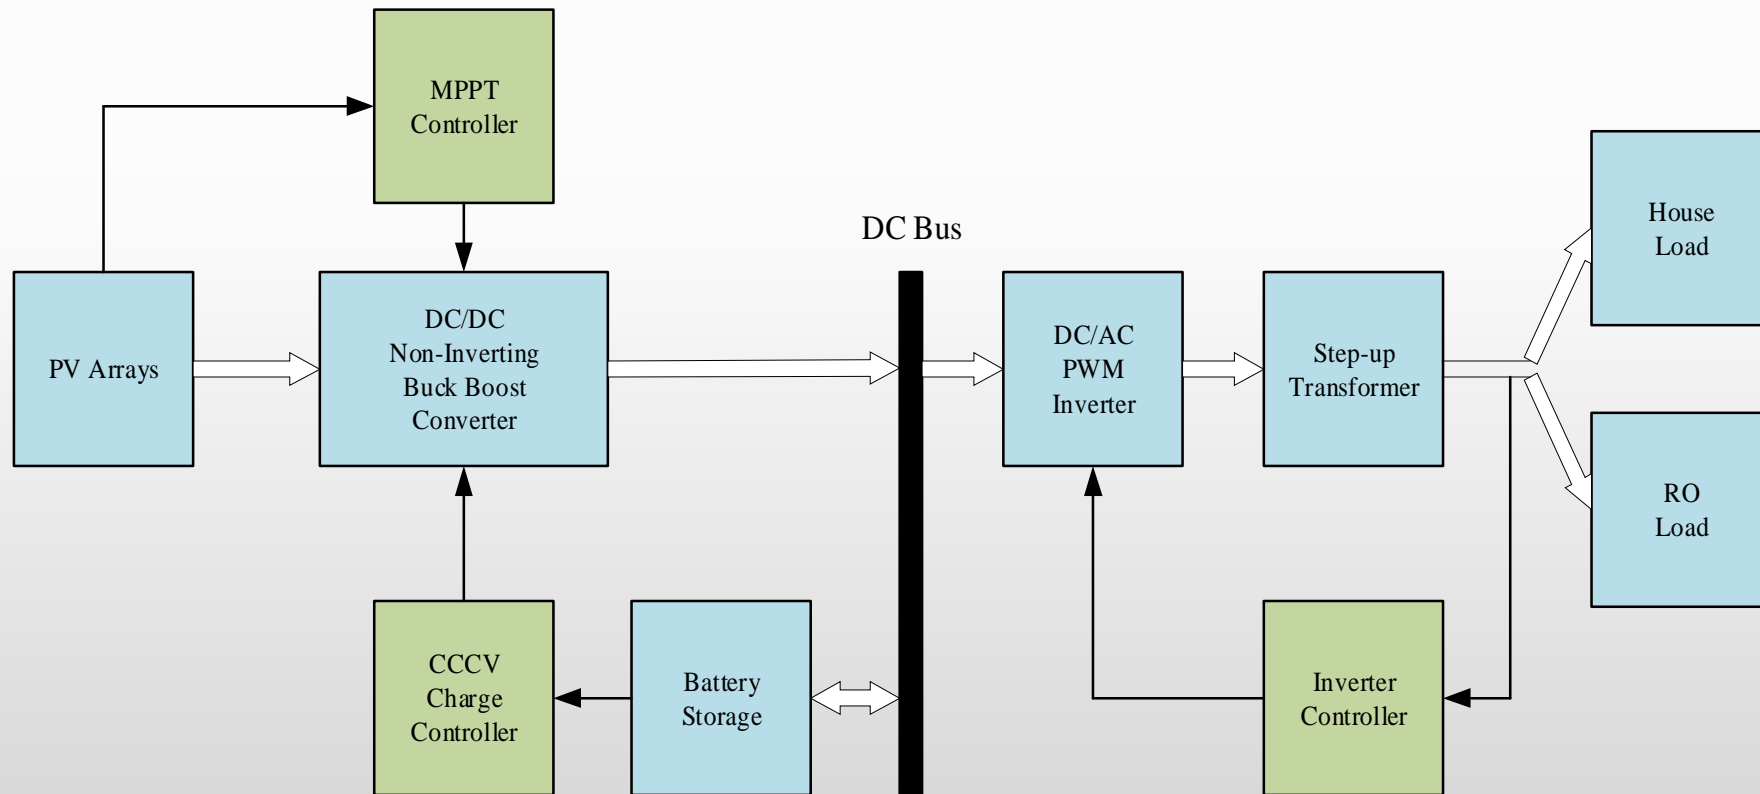 MPPT
Controller
House
Load
DC Bus
PV Arrays
DC/DC
Non-Inverting
Buck Boost
Converter
DC/AC
PWM
Inverter
Step-up
Transformer
RO
Load
CCCV
Charge
Controller
Battery
Storage
Inverter
Controller